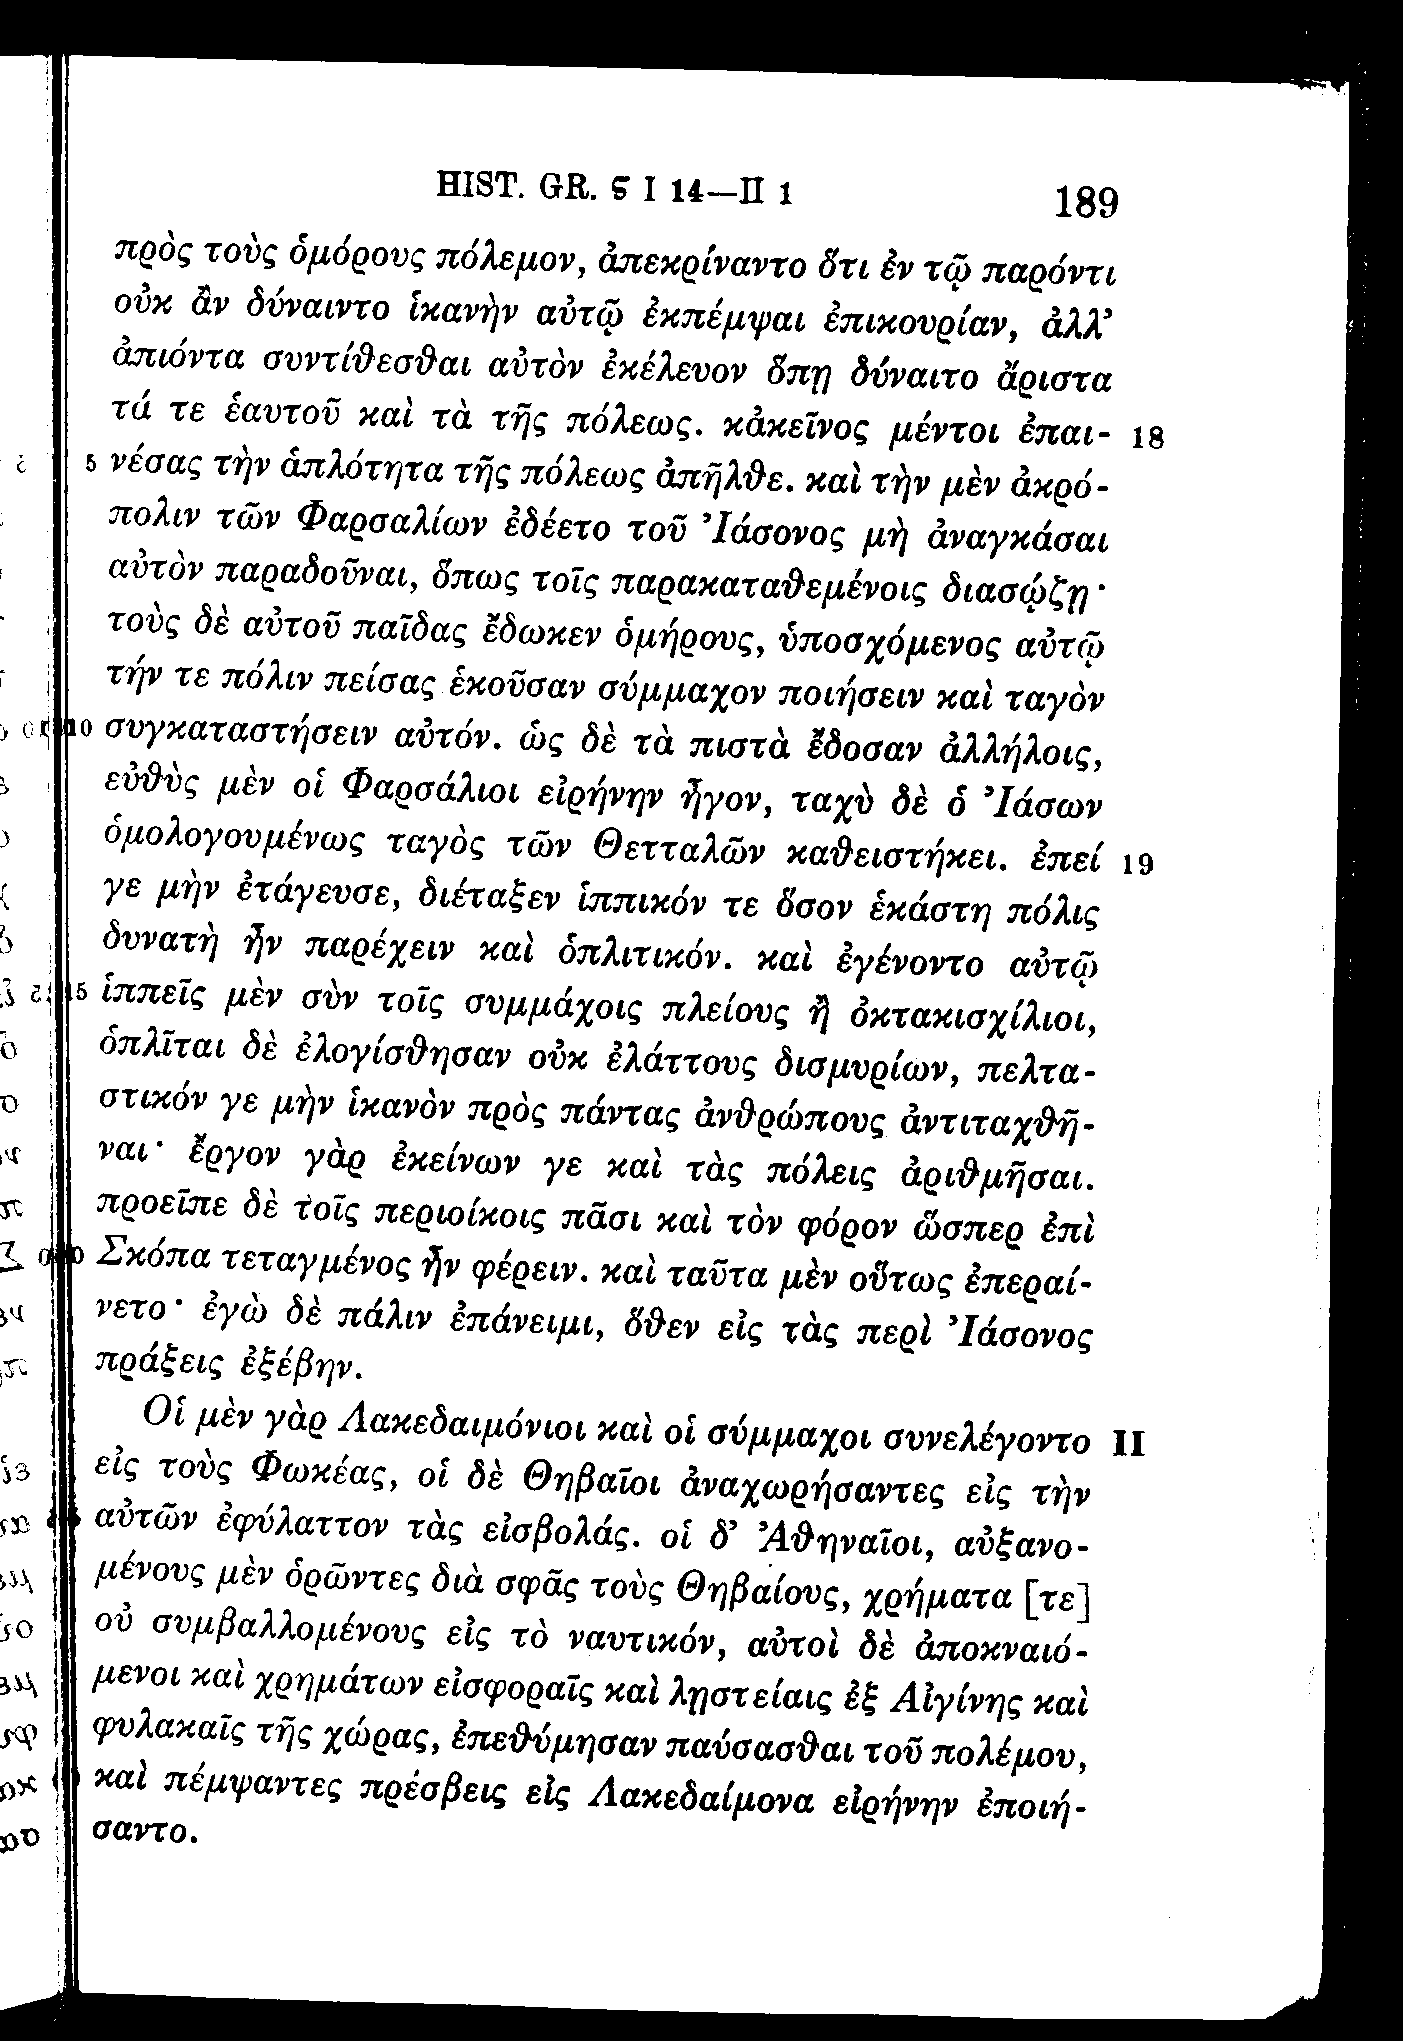 HIST. GR. ϛ I 14—II 1 189
πρὸς τοὺς ὁμόρους πόλεμον, ἀπεκρίναντο ὅτι ἐν τῷ παρόντι
οὐκ ἂν δύναιντο ἱκανὴν αὐτῷ ἐκπέμψαι ἐπικουρίαν, ἀλλ’
ἀπιόντα συντίθεσθαι αὐτὸν ἐκέλευον ὅπῃ δύναιτο ἄριστα
τά τε ἑαυτοῦ καὶ τὰ τῆς πόλεως. κἀκεῖνος μέντοι ἐπαι- 18
5 νέσας τὴν ἁπλότητα τῆς πόλεως ἀπῆλθε. καὶ τὴν μὲν ἀκρό-
πολιν τῶν Φαρσαλίων ἐδέετο τοῦ Ἰάσονος μὴ ἀναγκάσαι
αὐτὸν παραδοῦναι, ὅπως τοῖς παρακαταθεμένοις διασῴζῃ·
τοὺς δὲ αὑτοῦ παῖδας ἔδωκεν ὁμήρους, ὑποσχόμενος αὐτῷ
τήν τε πόλιν πείσας ἑκοῦσαν σύμμαχον ποιήσειν καὶ ταγὸν
10 συγκαταστήσειν αὐτόν. ὡς δὲ τὰ πιστὰ ἔδοσαν ἀλλήλοις,
εὐθὺς μὲν οἱ Φαρσάλιοι εἰρήνην ἦγον, ταχὺ δὲ ὁ Ἰάσων
ὁμολογουμένως ταγὸς τῶν Θετταλῶν καθειστήκει. ἐπεί 19
γε μὴν ἐτάγευσε, διέταξεν ἱππικόν τε ὅσον ἑκάστη πόλις
δυνατὴ ἦν παρέχειν καὶ ὁπλιτικόν. καὶ ἐγένοντο αὐτῷ
15 ἱππεῖς μὲν σὺν τοῖς συμμάχοις πλείους ἢ ὀκτακισχίλιοι,
ὁπλῖται δὲ ἐλογίσθησαν οὐκ ἐλάττους δισμυρίων, πελτα-
στικόν γε μὴν ἱκανὸν πρὸς πάντας ἀνθρώπους ἀντιταχθῆ-
ναι· ἔργον γὰρ ἐκείνων γε καὶ τὰς πόλεις ἀριθμῆσαι.
προεῖπε δὲ τοῖς περιοίκοις πᾶσι καὶ τὸν φόρον ὥσπερ ἐπὶ
Σκόπα τεταγμένος ἦν φέρειν. καὶ ταῦτα μὲν οὕτως ἐπεραί-
νετο· ἐγὼ δὲ πάλιν ἐπάνειμι, ὅθεν εἰς τὰς περὶ Ἰάσονος
πράξεις ἐξέβην.
Οἱ μὲν γὰρ Λακεδαιμόνιοι καὶ οἱ σύμμαχοι συνελέγοντο II
εἰς τοὺς Φωκέας, οἱ δὲ Θηβαῖοι ἀναχωρήσαντες εἰς τὴν
αὑτῶν ἐφύλαττον τὰς εἰσβολάς. οἱ δ’ Ἀθηναῖοι, αὐξανο-
μένους μὲν ὁρῶντες διὰ σφᾶς τοὺς Θηβαίους, χρήματα [τε]
οὐ συμβαλλομένους εἰς τὸ ναυτικόν, αὐτοὶ δὲ ἀποκναιό-
μενοι καὶ χρημάτων εἰσφοραῖς καὶ λῃστείαις ἐξ Αἰγίνης καὶ
φυλακαῖς τῆς χώρας, ἐπεθύμησαν παύσασθαι τοῦ πολέμου,
καὶ πέμψαντες πρέσβεις εἰς Λακεδαίμονα εἰρήνην ἐποιή-
σαντο.